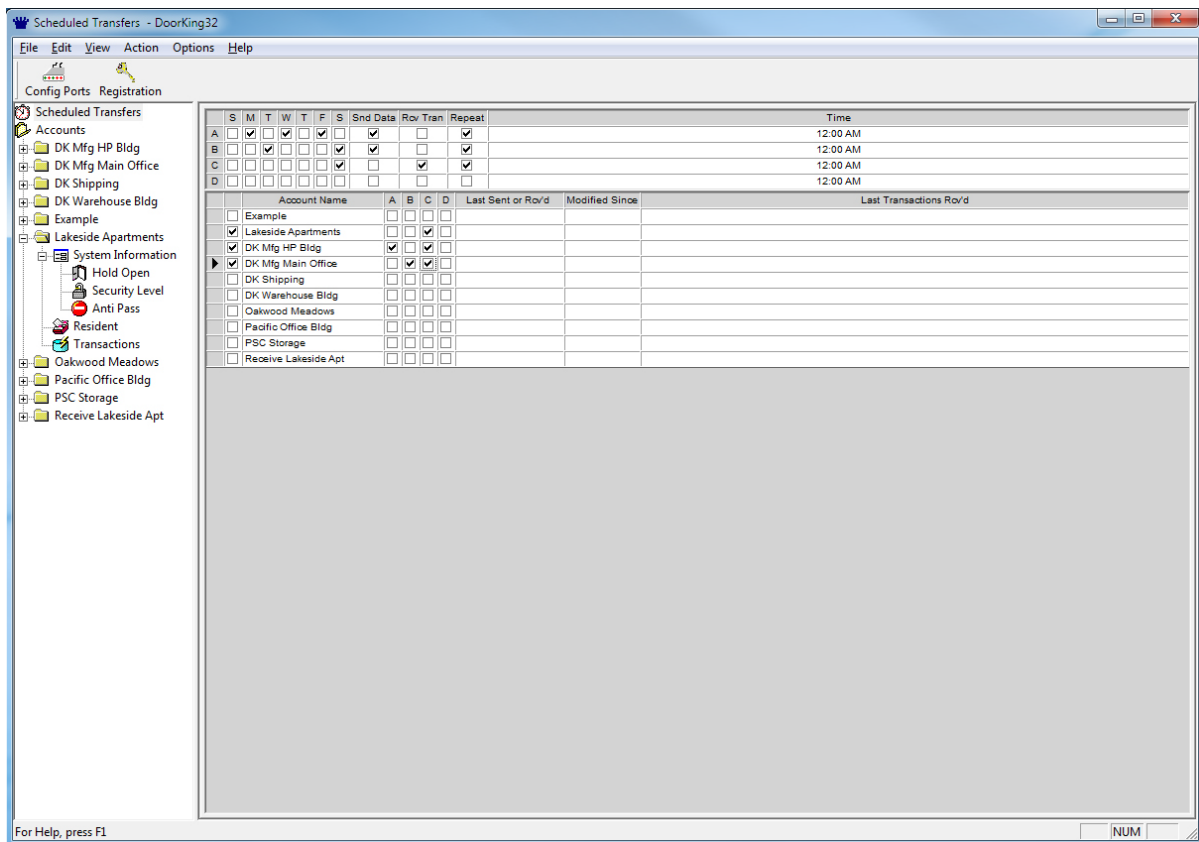 Scheduled Transfers - DoorKing32
File Edit View Action Options Help
Config Ports Registration
Scheduled Transfers
Accounts
DK Mfg HP Bldg
DK Mfg Main Office
DK Shipping
DK Warehouse Bldg
Example
Lakeside Apartments
System Information
Hold Open
Security Level
Anti Pass
Resident
Transactions
Oakwood Meadows
Pacific Office Bldg
PSC Storage
Receive Lakeside Apt
S M T W T F S Snd Data Rcv Tran Repeat Time
A 12:00 AM
B 12:00 AM
C 12:00 AM
D 12:00 AM
Account Name A B C D Last Sent or Rcv'd Modified Since Last Transactions Rcv'd
Example
Lakeside Apartments
DK Mfg HP Bldg
DK Mfg Main Office
DK Shipping
DK Warehouse Bldg
Oakwood Meadows
Pacific Office Bldg
PSC Storage
Receive Lakeside Apt
For Help, press F1 NUM